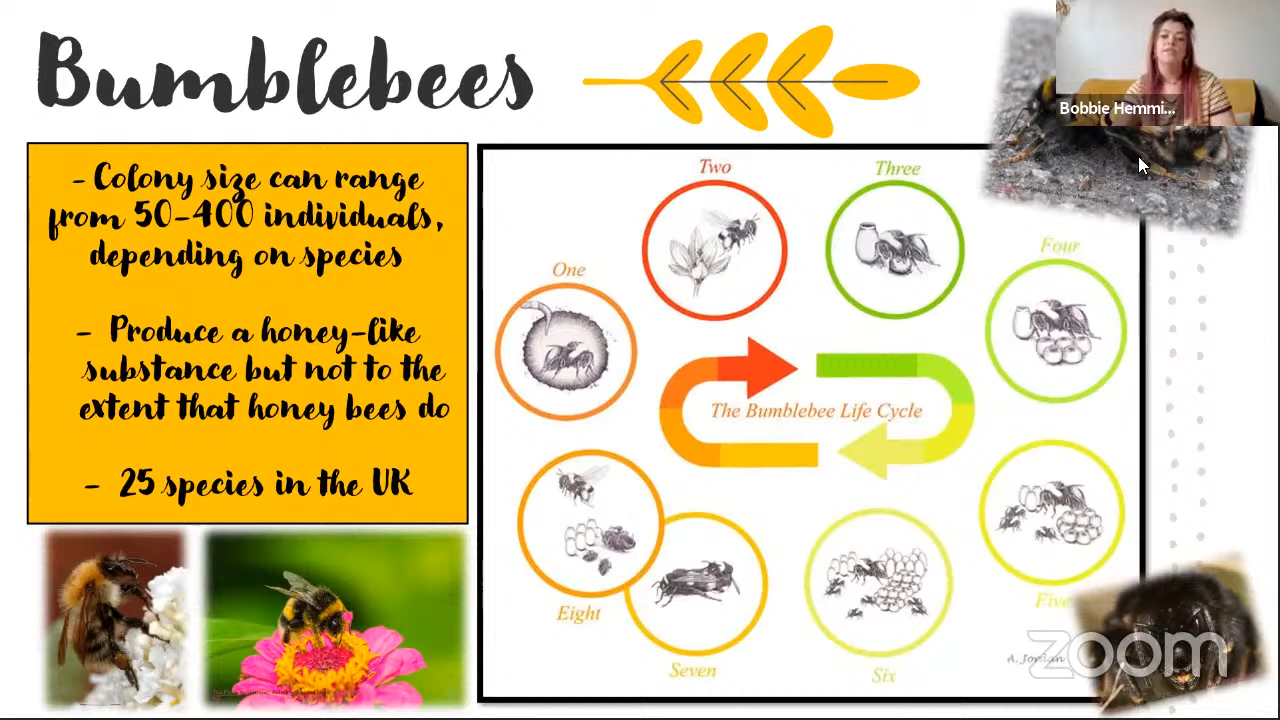 Bumblebees
Bobbie Hemmi...
- Colony size can range
from 50-400 individuals,
depending on species
- Produce a honey-like
substance but not to the
extent that honey bees do
- 25 species in the UK
Two
Three
One
Four
The Bumblebee Life Cycle
Eight
Five
Seven
Six
A. Jordan
zoom